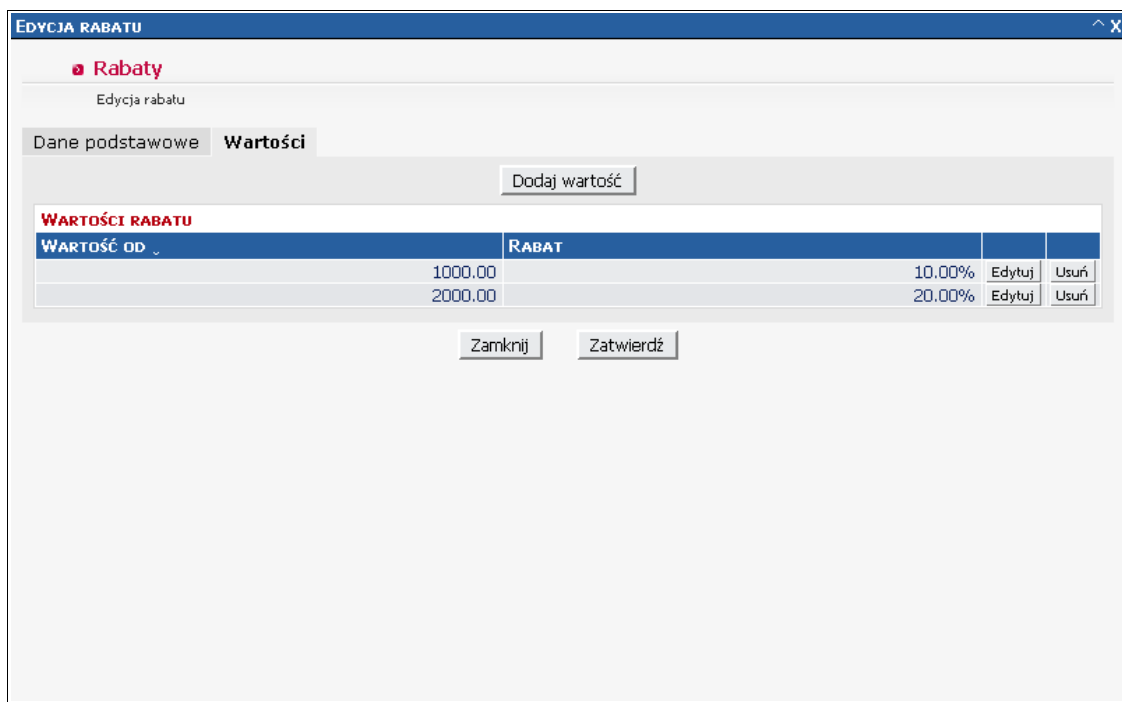 EDYCJA RABATU ^ X
Rabaty
Edycja rabatu
Dane podstawowe Wartości
Dodaj wartość
WARTOŚCI RABATU
WARTOŚĆ OD RABAT
1000.00 10.00% Edytuj Usuń
2000.00 20.00% Edytuj Usuń
Zamknij Zatwierdź